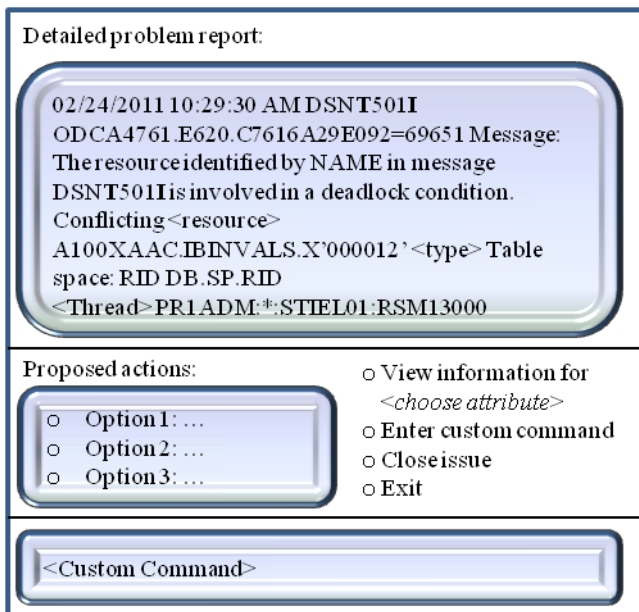 Detailed problem report:
02/24/2011 10:29:30 AM DSNT501I
ODCA4761.E620.C7616A29E092=69651 Message:
The resource identified by NAME in message
DSNT501I is involved in a deadlock condition.
Conflicting <resource>
A100XAAC.IBINVALS.X'000012' <type> Table
space: RID DB.SP.RID
<Thread> PR1ADM:*:STIEL01:RSM13000
Proposed actions:
Option 1: …
Option 2: …
Option 3: …
View information for
<choose attribute>
Enter custom command
Close issue
Exit
<Custom Command>